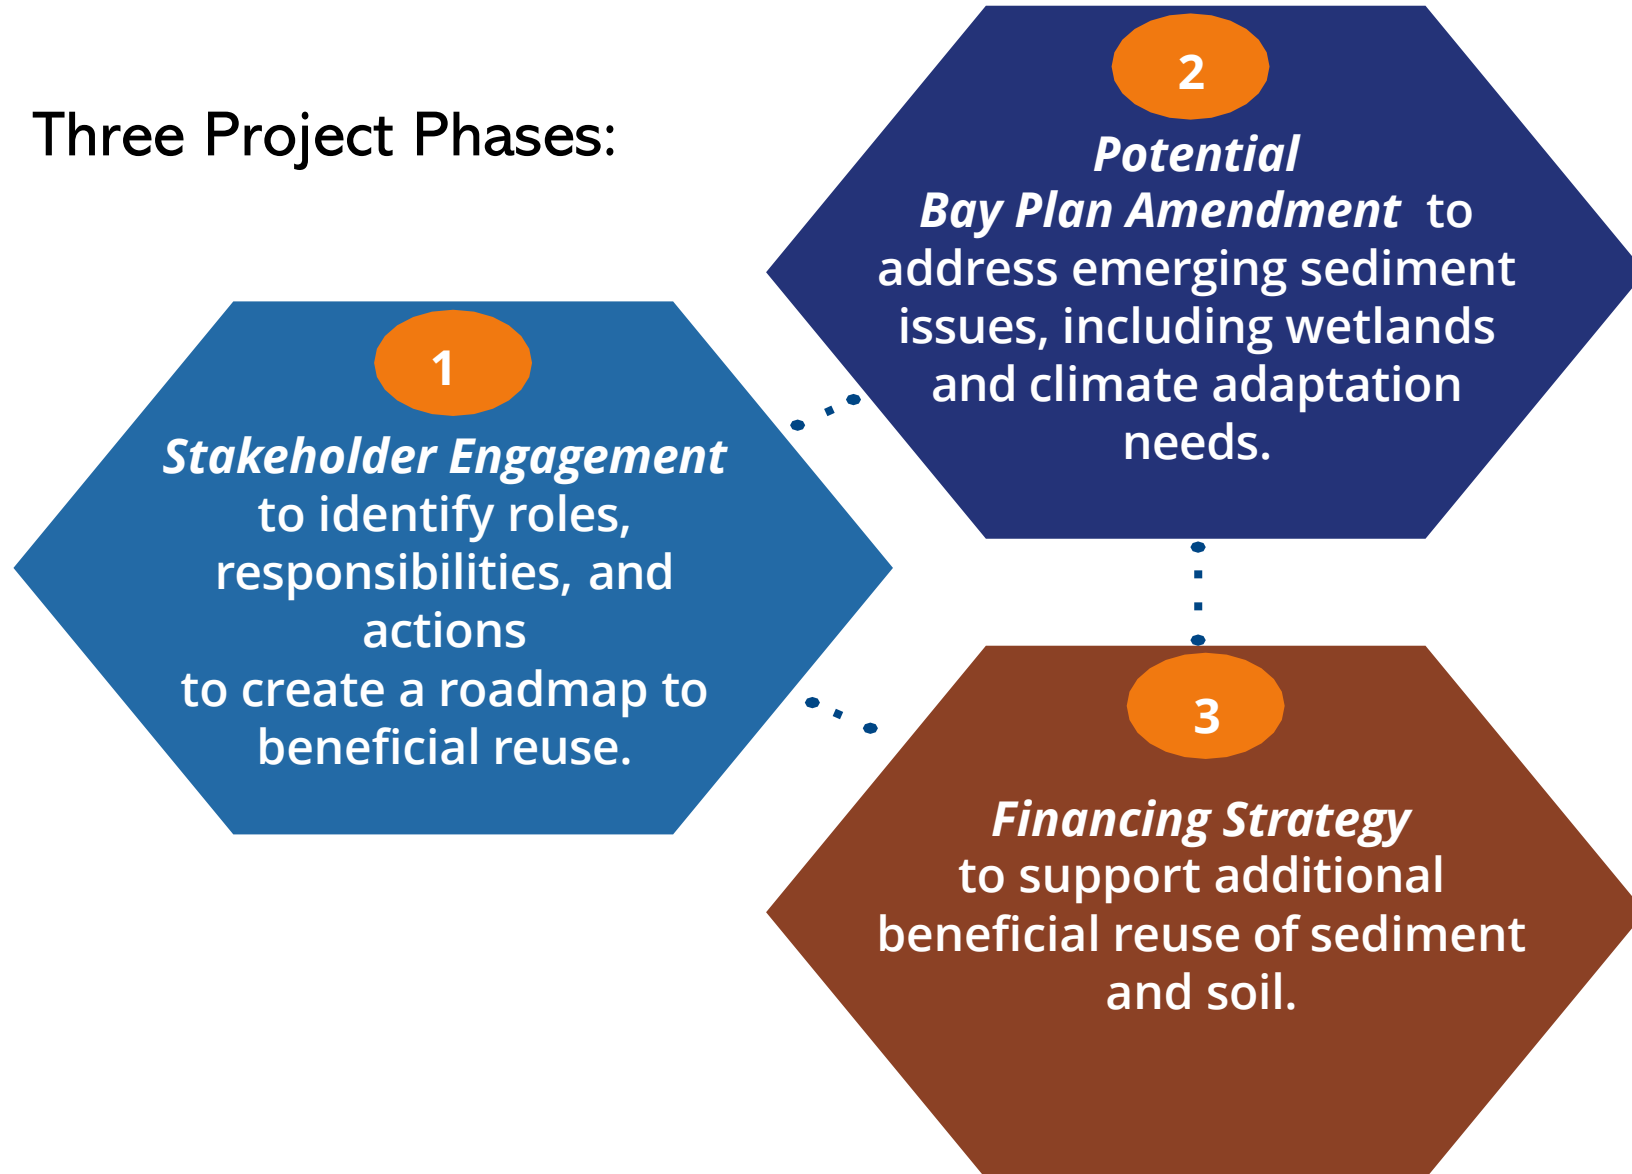 Three Project Phases:
1
Stakeholder Engagement
to identify roles,
responsibilities, and
actions
to create a roadmap to
beneficial reuse.
2
Potential
Bay Plan Amendment to
address emerging sediment
issues, including wetlands
and climate adaptation
needs.
3
Financing Strategy
to support additional
beneficial reuse of sediment
and soil.